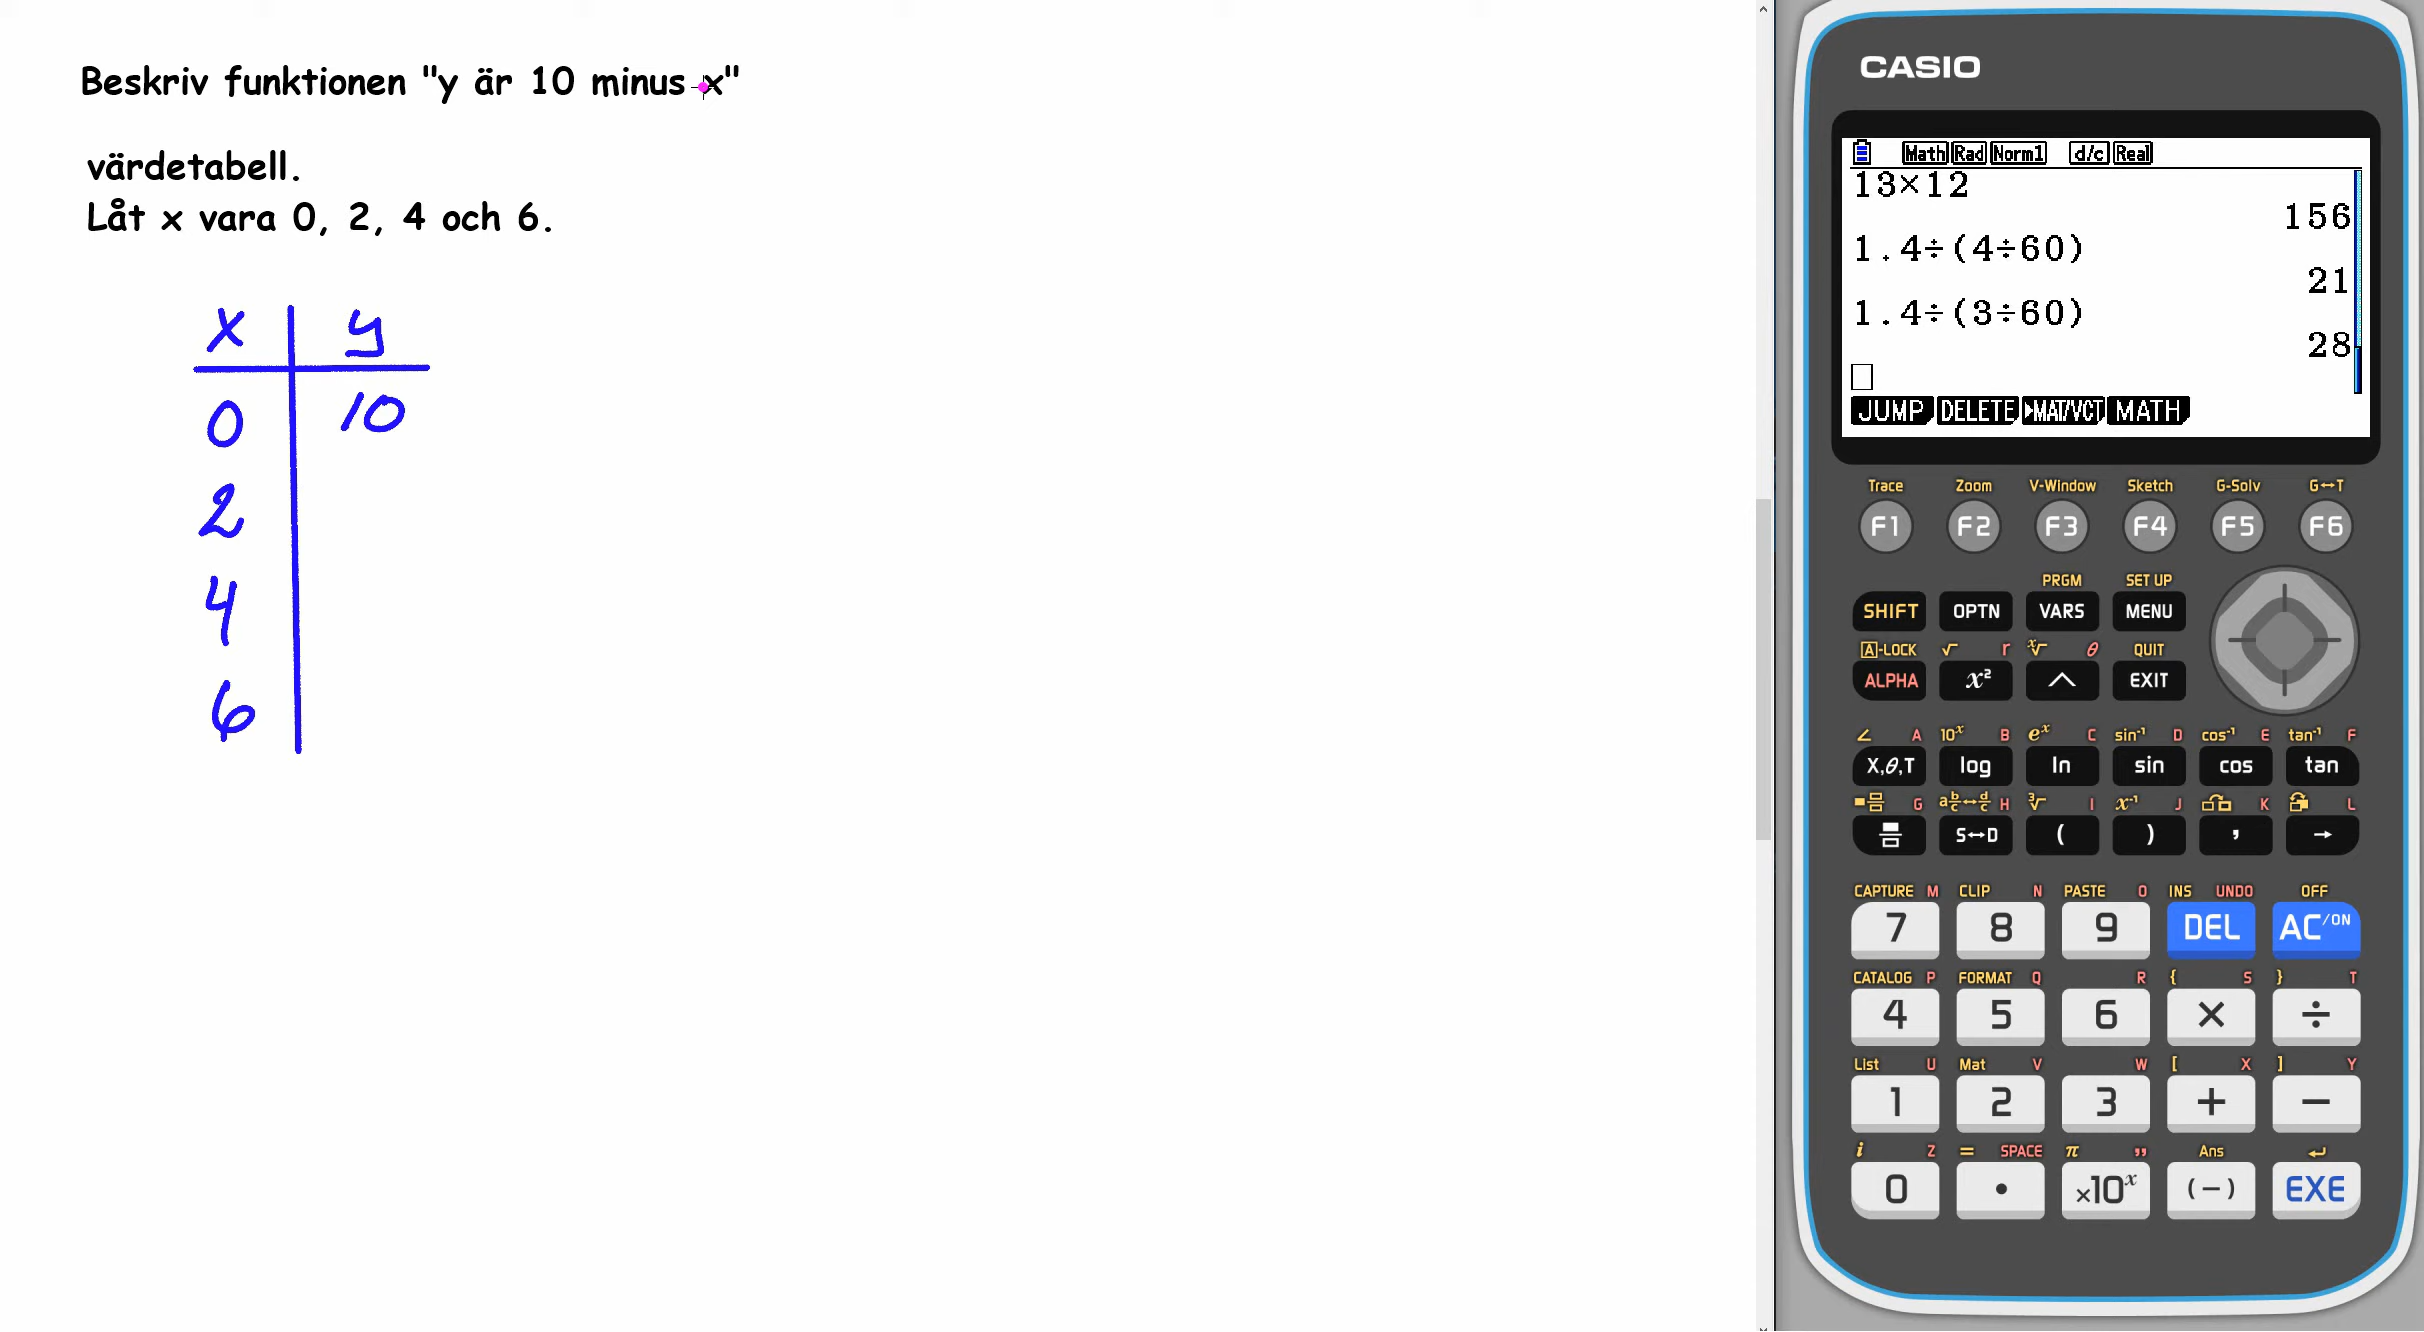 Beskriv funktionen "y är 10 minus x"
värdetabell.
Låt x vara 0, 2, 4 och 6.
x y
0 10
2
4
6
CASIO
Math Rad Norm1 d/c Real
13×12
156
1.4÷(4÷60)
21
1.4÷(3÷60)
28
JUMP DELETE ▶MAT/VCT MATH
Trace Zoom V-Window Sketch G-Solv G↔T
F1 F2 F3 F4 F5 F6
PRGM SET UP
SHIFT OPTN VARS MENU
A-LOCK √ r ˣ√ θ QUIT
ALPHA x² ^ EXIT
∠ A 10ˣ B eˣ C sin⁻¹ D cos⁻¹ E tan⁻¹ F
X,θ,T log ln sin cos tan
G a b/c↔d/c H ³√ I x⁻¹ J K L
S↔D ( ) , →
CAPTURE M CLIP N PASTE O INS UNDO OFF
7 8 9 DEL AC/ON
CATALOG P FORMAT Q R { S } T
4 5 6 × ÷
List U Mat V W [ X ] Y
1 2 3 + −
i Z = SPACE π " Ans ↵
0 • ×10ˣ (−) EXE